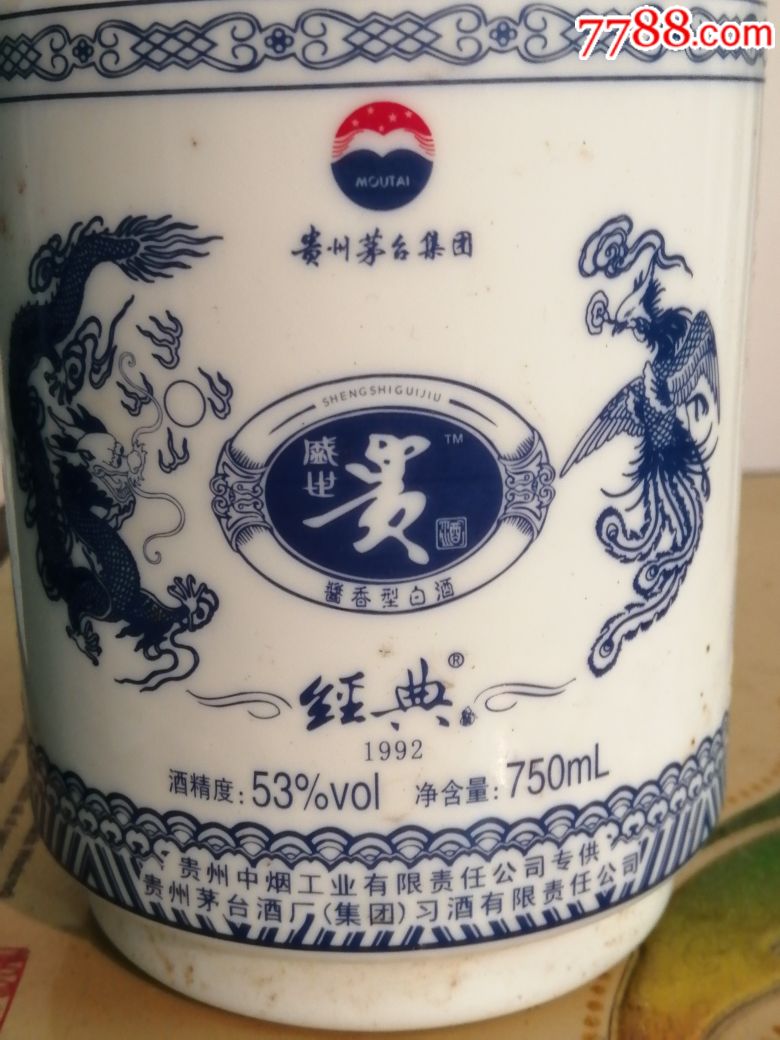 7788.com
MOUTAI
贵州茅台集团
SHENGSHIGUIJIU
盛世
贵
TM
酒
酱香型白酒
經典®
1992
酒精度: 53%vol 净含量: 750mL
贵州中烟工业有限责任公司专供
贵州茅台酒厂(集团)习酒有限责任公司